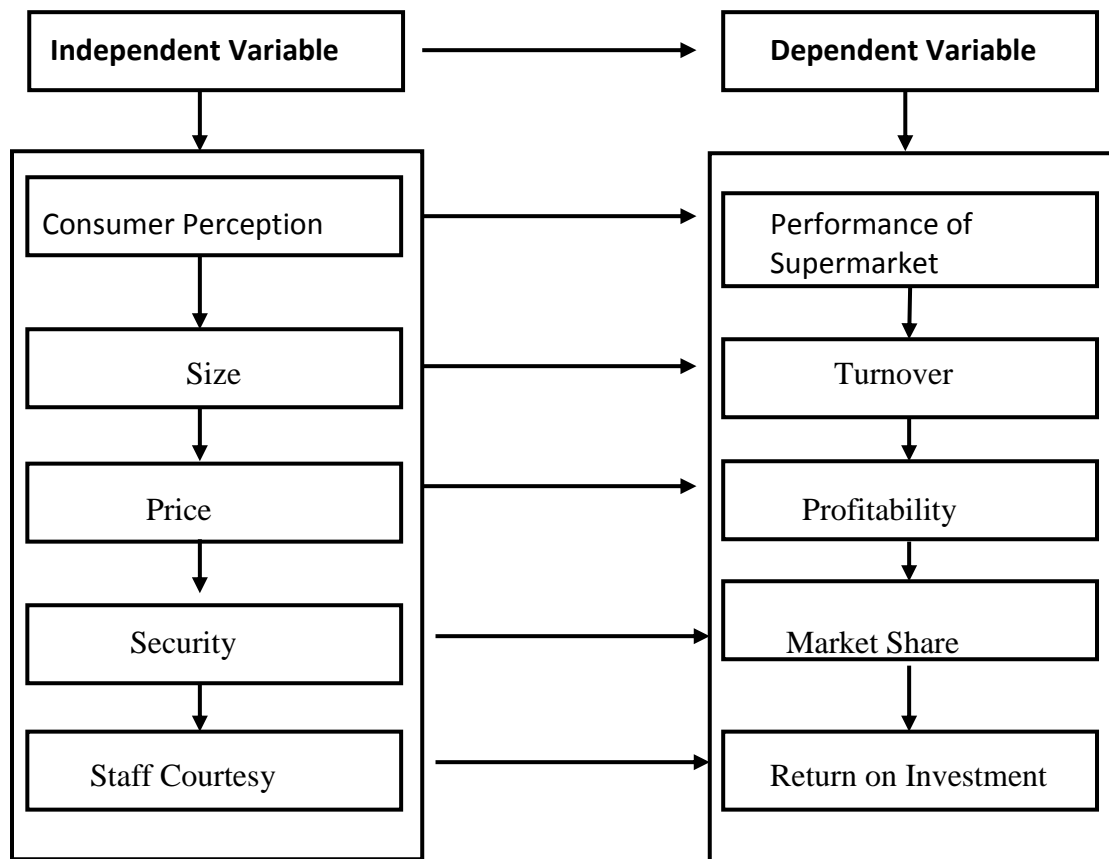 Independent Variable
Dependent Variable
Consumer Perception
Performance of
Supermarket
Size
Turnover
Price
Profitability
Security
Market Share
Staff Courtesy
Return on Investment